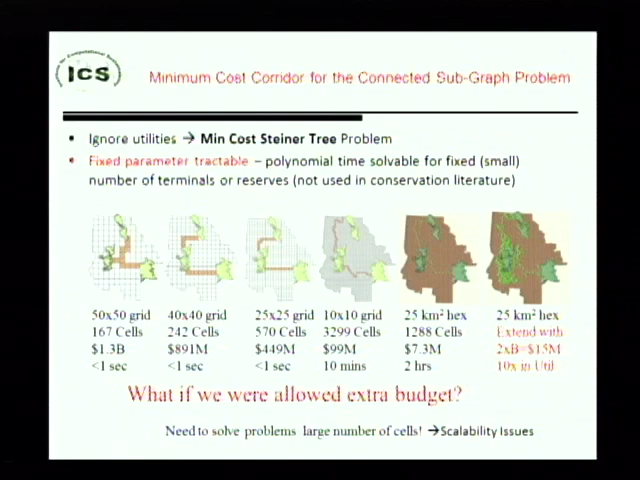 ICS
Minimum Cost Corridor for the Connected Sub-Graph Problem
• Ignore utilities → Min Cost Steiner Tree Problem
• Fixed parameter tractable – polynomial time solvable for fixed (small)
number of terminals or reserves (not used in conservation literature)
50x50 grid 40x40 grid 25x25 grid 10x10 grid 25 km² hex 25 km² hex
167 Cells 242 Cells 570 Cells 3299 Cells 1288 Cells Extend with
$1.3B $891M $449M $99M $7.3M 2xB=$15M
<1 sec <1 sec <1 sec 10 mins 2 hrs 10x in Util
What if we were allowed extra budget?
Need to solve problems large number of cells! →Scalability Issues